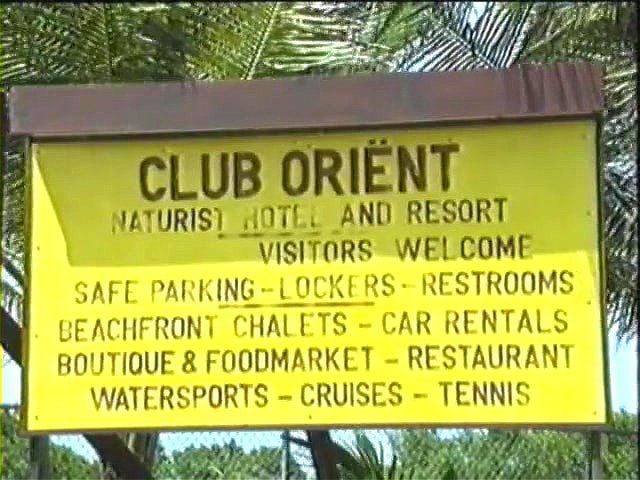 CLUB ORIËNT
NATURIST HOTEL AND RESORT
VISITORS WELCOME
SAFE PARKING - LOCKERS - RESTROOMS
BEACHFRONT CHALETS - CAR RENTALS
BOUTIQUE & FOODMARKET - RESTAURANT
WATERSPORTS - CRUISES - TENNIS